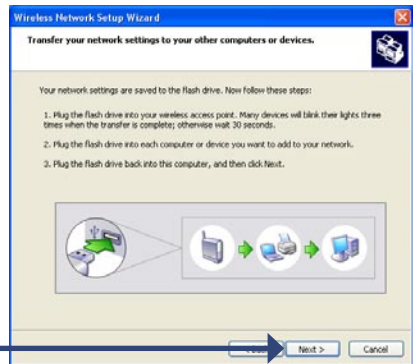 Wireless Network Setup Wizard
Transfer your network settings to your other computers or devices.
Your network settings are saved to the flash drive. Now follow these steps:
1. Plug the flash drive into your wireless access point. Many devices will blink their lights three
times when the transfer is complete; otherwise wait 30 seconds.
2. Plug the flash drive into each computer or device you want to add to your network.
3. Plug the flash drive back into this computer, and then click Next.
Next > Cancel